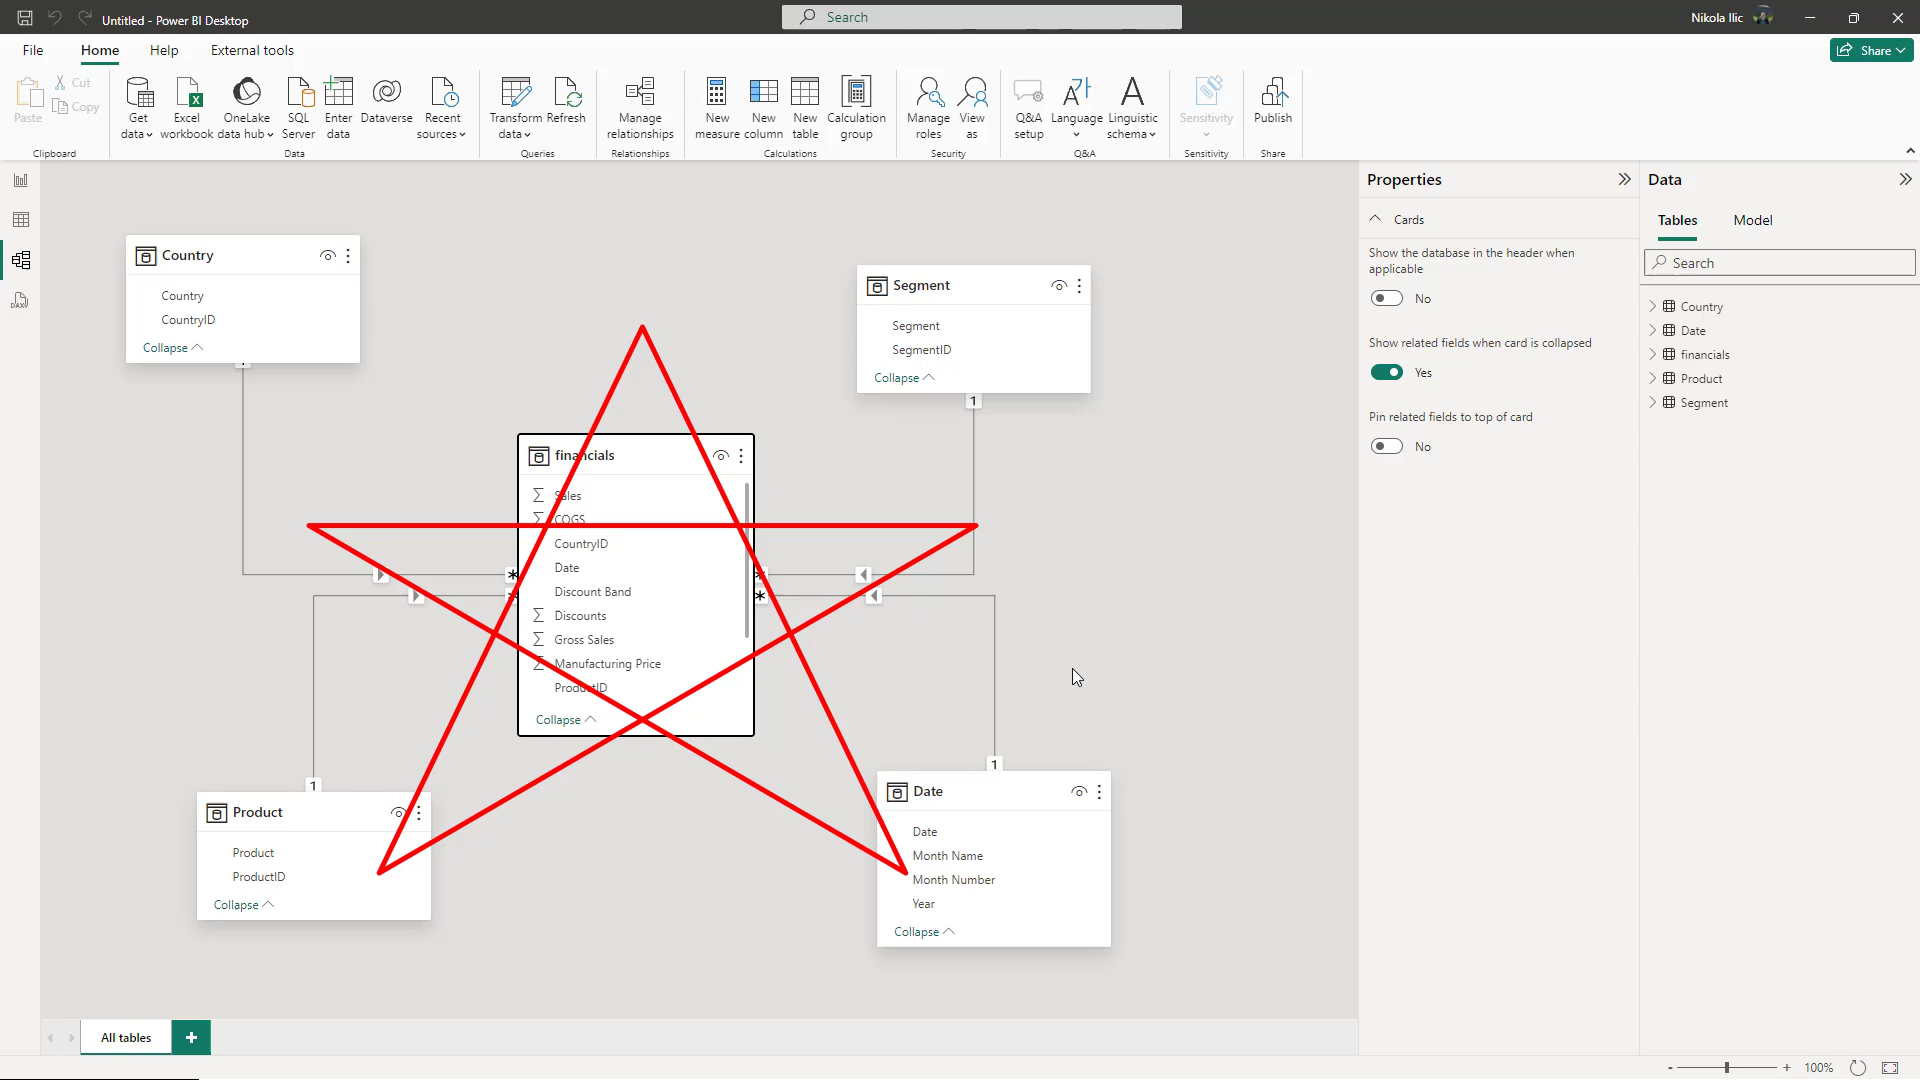 Untitled - Power BI Desktop
Search
Nikola Ilic
File
Home
Help
External tools
Share
Paste
Cut
Copy
Clipboard
Get data
Excel workbook
OneLake data hub
SQL Server
Enter data
Dataverse
Recent sources
Data
Transform data
Refresh
Queries
Manage relationships
Relationships
New measure
New column
New table
Calculation group
Calculations
Manage roles
View as
Security
Q&A setup
Language
Linguistic schema
Q&A
Sensitivity
Sensitivity
Publish
Share
DAX
Country
Country
CountryID
Collapse
Segment
Segment
SegmentID
Collapse
1
financials
Sales
COGS
CountryID
Date
Discount Band
Discounts
Gross Sales
Manufacturing Price
ProductID
Collapse
*
*
*
*
1
Product
Product
ProductID
Collapse
1
Date
Date
Month Name
Month Number
Year
Collapse
Properties
Cards
Show the database in the header when
applicable
No
Show related fields when card is collapsed
Yes
Pin related fields to top of card
No
Data
Tables
Model
Search
Country
Date
financials
Product
Segment
All tables
+
- + 100%